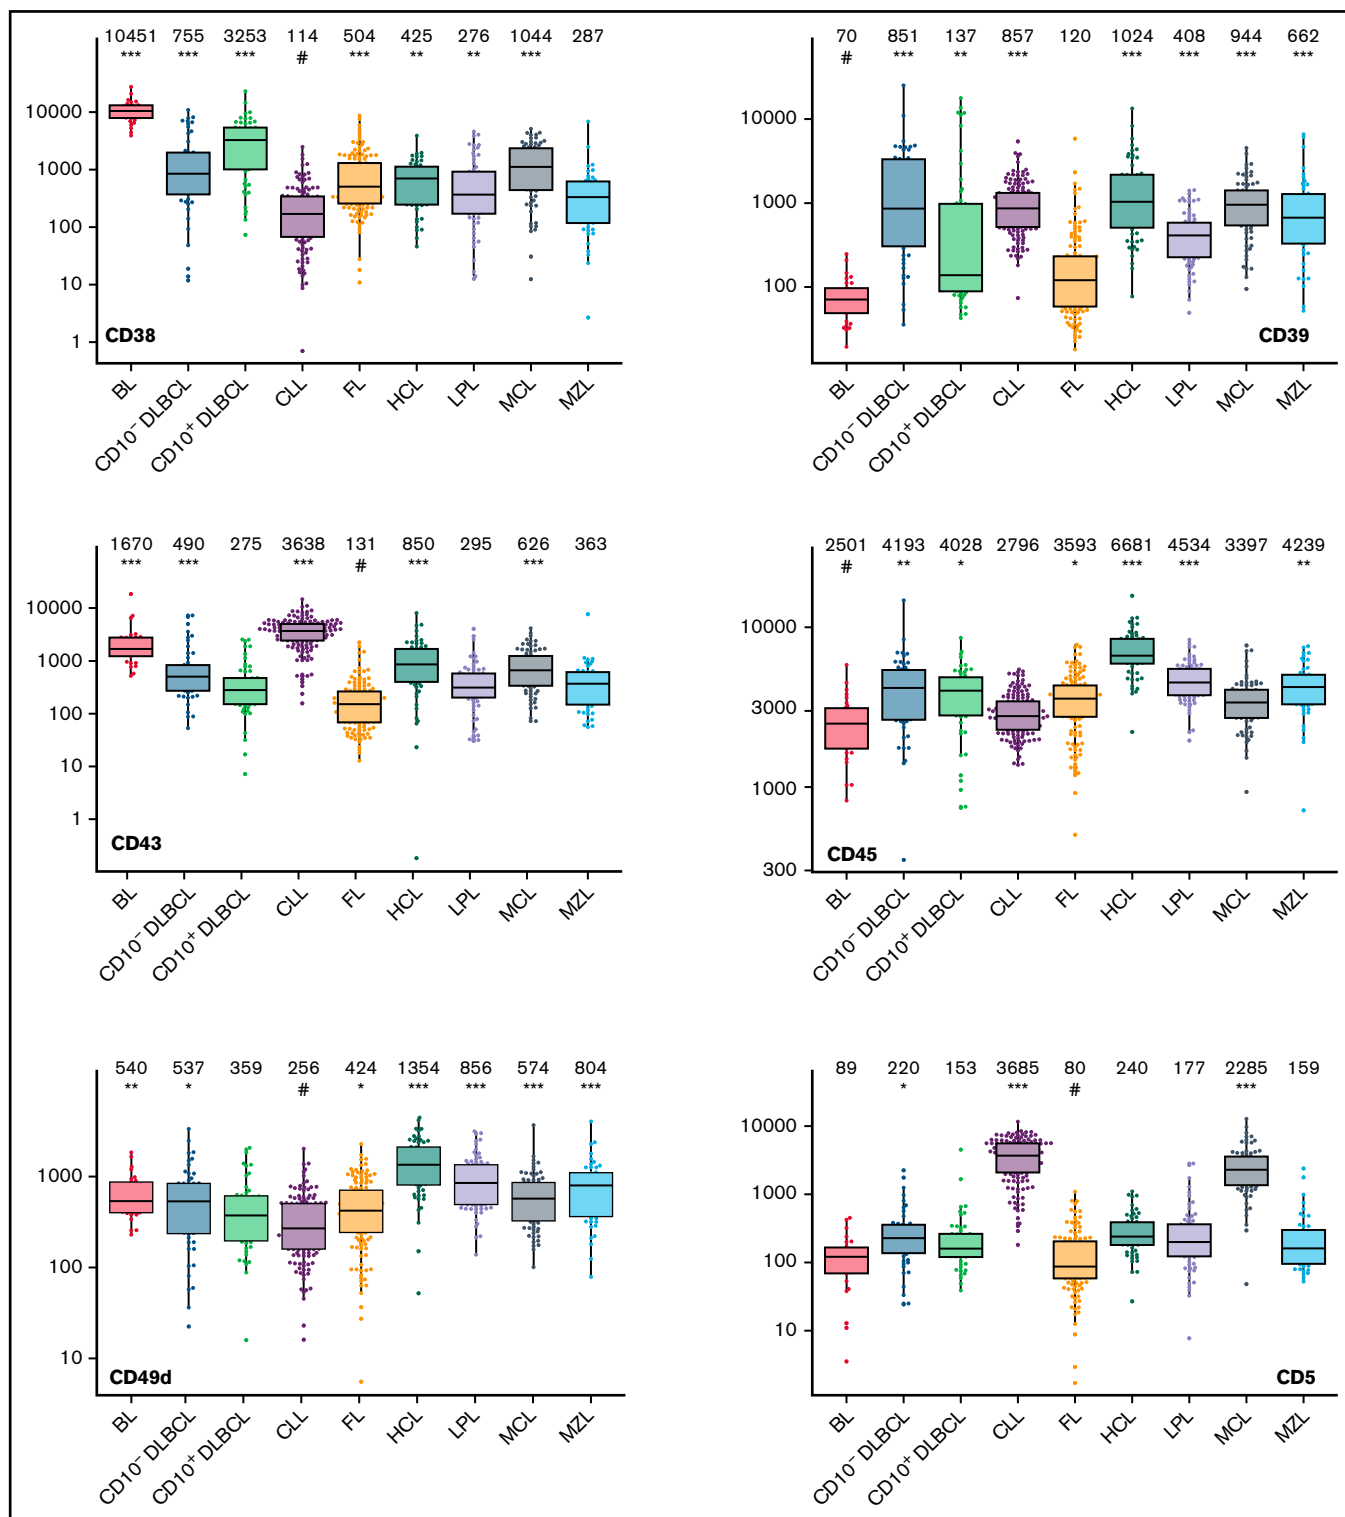 10451 755 3253 114 504 425 276 1044 287
*** *** *** # *** ** ** ***
10000
1000
100
10
1
CD38
BL CD10⁻ DLBCL CD10⁺ DLBCL CLL FL HCL LPL MCL MZL
70 851 137 857 120 1024 408 944 662
# *** ** *** *** *** *** ***
10000
1000
100
CD39
BL CD10⁻ DLBCL CD10⁺ DLBCL CLL FL HCL LPL MCL MZL
1670 490 275 3638 131 850 295 626 363
*** *** *** # *** ***
10000
1000
100
10
1
CD43
BL CD10⁻ DLBCL CD10⁺ DLBCL CLL FL HCL LPL MCL MZL
2501 4193 4028 2796 3593 6681 4534 3397 4239
# ** * * *** *** **
10000
3000
1000
300
CD45
BL CD10⁻ DLBCL CD10⁺ DLBCL CLL FL HCL LPL MCL MZL
540 537 359 256 424 1354 856 574 804
** * # * *** *** *** ***
1000
100
10
CD49d
BL CD10⁻ DLBCL CD10⁺ DLBCL CLL FL HCL LPL MCL MZL
89 220 153 3685 80 240 177 2285 159
* *** # ***
10000
1000
100
10
CD5
BL CD10⁻ DLBCL CD10⁺ DLBCL CLL FL HCL LPL MCL MZL